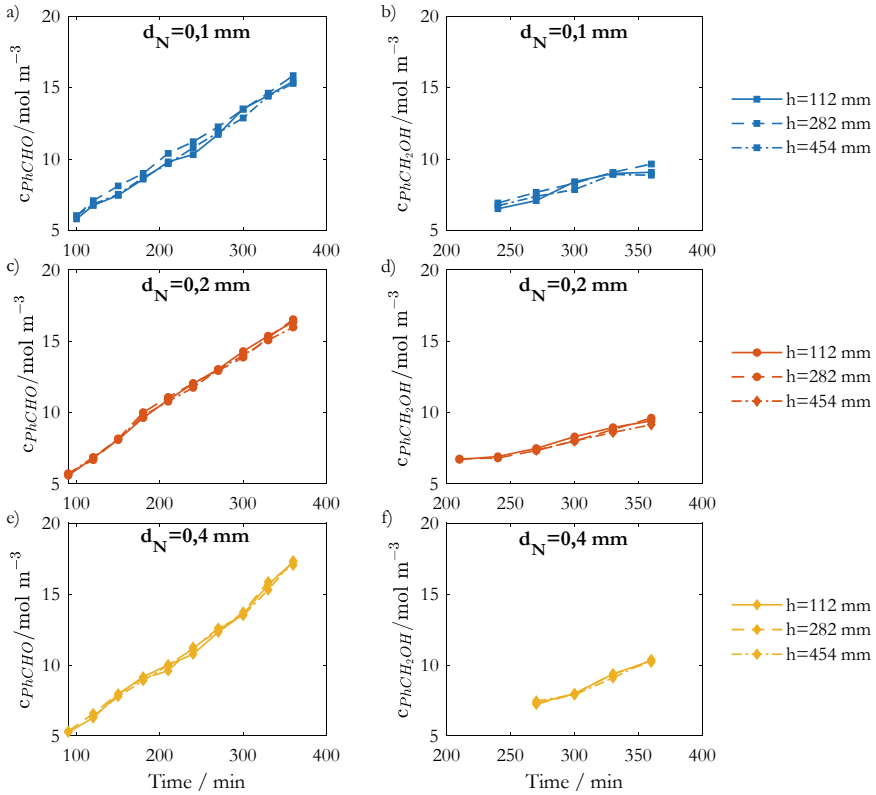 a)
d_N=0,1 mm
c_PhCHO/mol m^−3
20
15
10
5
100 200 300 400
b)
d_N=0,1 mm
c_PhCH₂OH/mol m^−3
20
15
10
5
200 250 300 350 400
h=112 mm
h=282 mm
h=454 mm
c)
d_N=0,2 mm
c_PhCHO/mol m^−3
20
15
10
5
100 200 300 400
d)
d_N=0,2 mm
c_PhCH₂OH/mol m^−3
20
15
10
5
200 250 300 350 400
h=112 mm
h=282 mm
h=454 mm
e)
d_N=0,4 mm
c_PhCHO/mol m^−3
20
15
10
5
100 200 300 400
Time / min
f)
d_N=0,4 mm
c_PhCH₂OH/mol m^−3
20
15
10
5
200 250 300 350 400
Time / min
h=112 mm
h=282 mm
h=454 mm